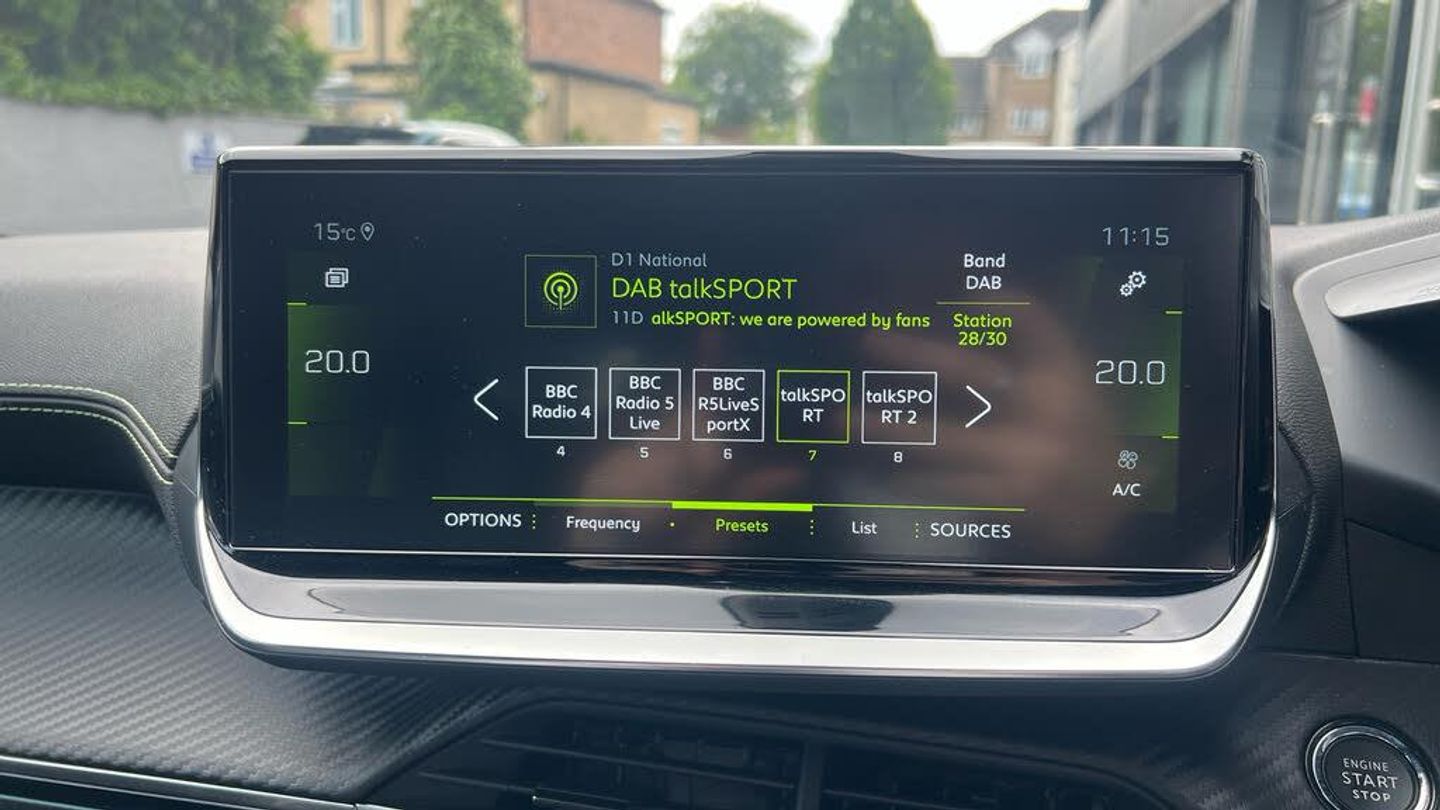 15°C
11:15
D1 National
DAB talkSPORT
11D alkSPORT: we are powered by fans
Band
DAB
Station
28/30
20.0
20.0
BBC
Radio 4
4
BBC
Radio 5
Live
5
BBC
R5LiveS
portX
6
talkSPO
RT
7
talkSPO
RT 2
8
A/C
OPTIONS
Frequency
Presets
List
SOURCES
ENGINE
START
STOP